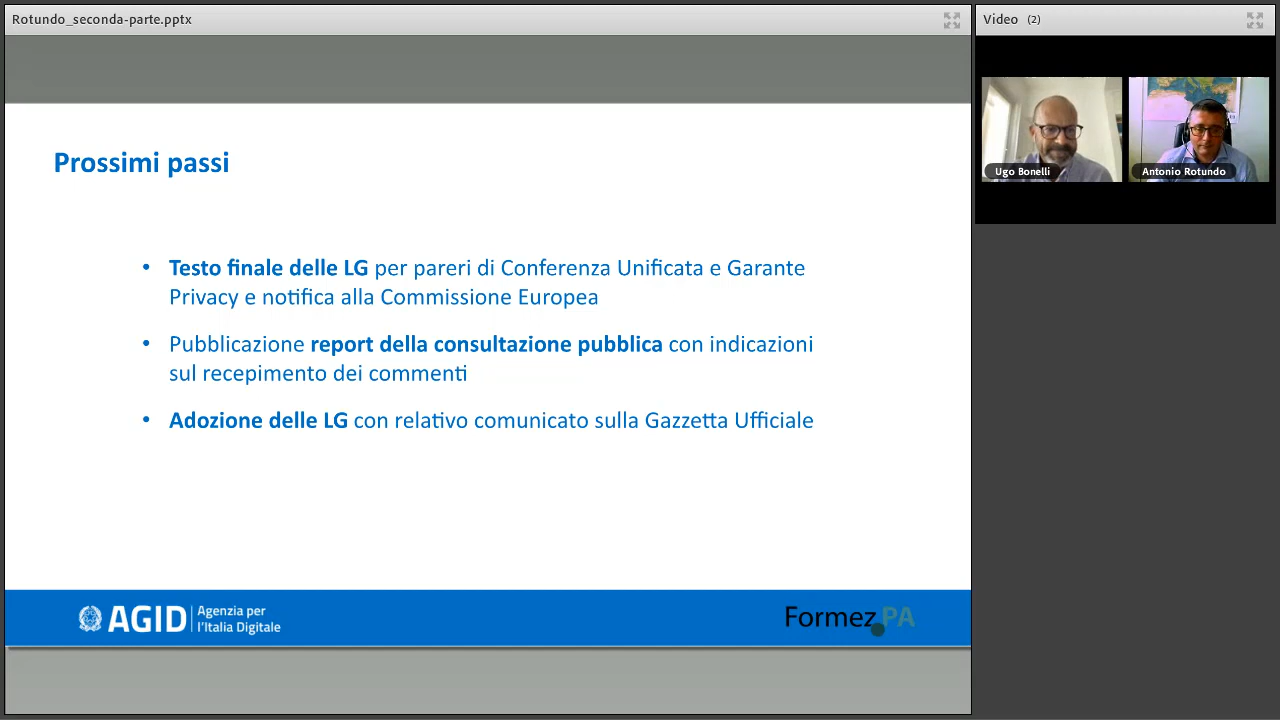 Rotundo_seconda-parte.pptx
Video (2)
Prossimi passi
• Testo finale delle LG per pareri di Conferenza Unificata e Garante
Privacy e notifica alla Commissione Europea
• Pubblicazione report della consultazione pubblica con indicazioni
sul recepimento dei commenti
• Adozione delle LG con relativo comunicato sulla Gazzetta Ufficiale
AGID Agenzia per
l'Italia Digitale
Formez PA
Ugo Bonelli
Antonio Rotundo